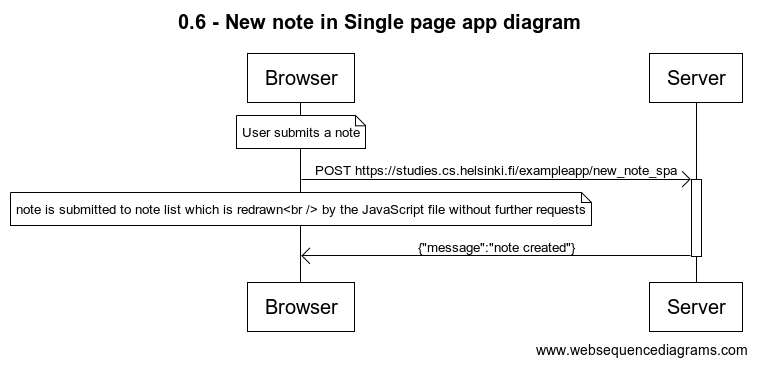 0.6 - New note in Single page app diagram
Browser
Server
User submits a note
POST https://studies.cs.helsinki.fi/exampleapp/new_note_spa
note is submitted to note list which is redrawn<br /> by the JavaScript file without further requests
{"message":"note created"}
Browser
Server
www.websequencediagrams.com